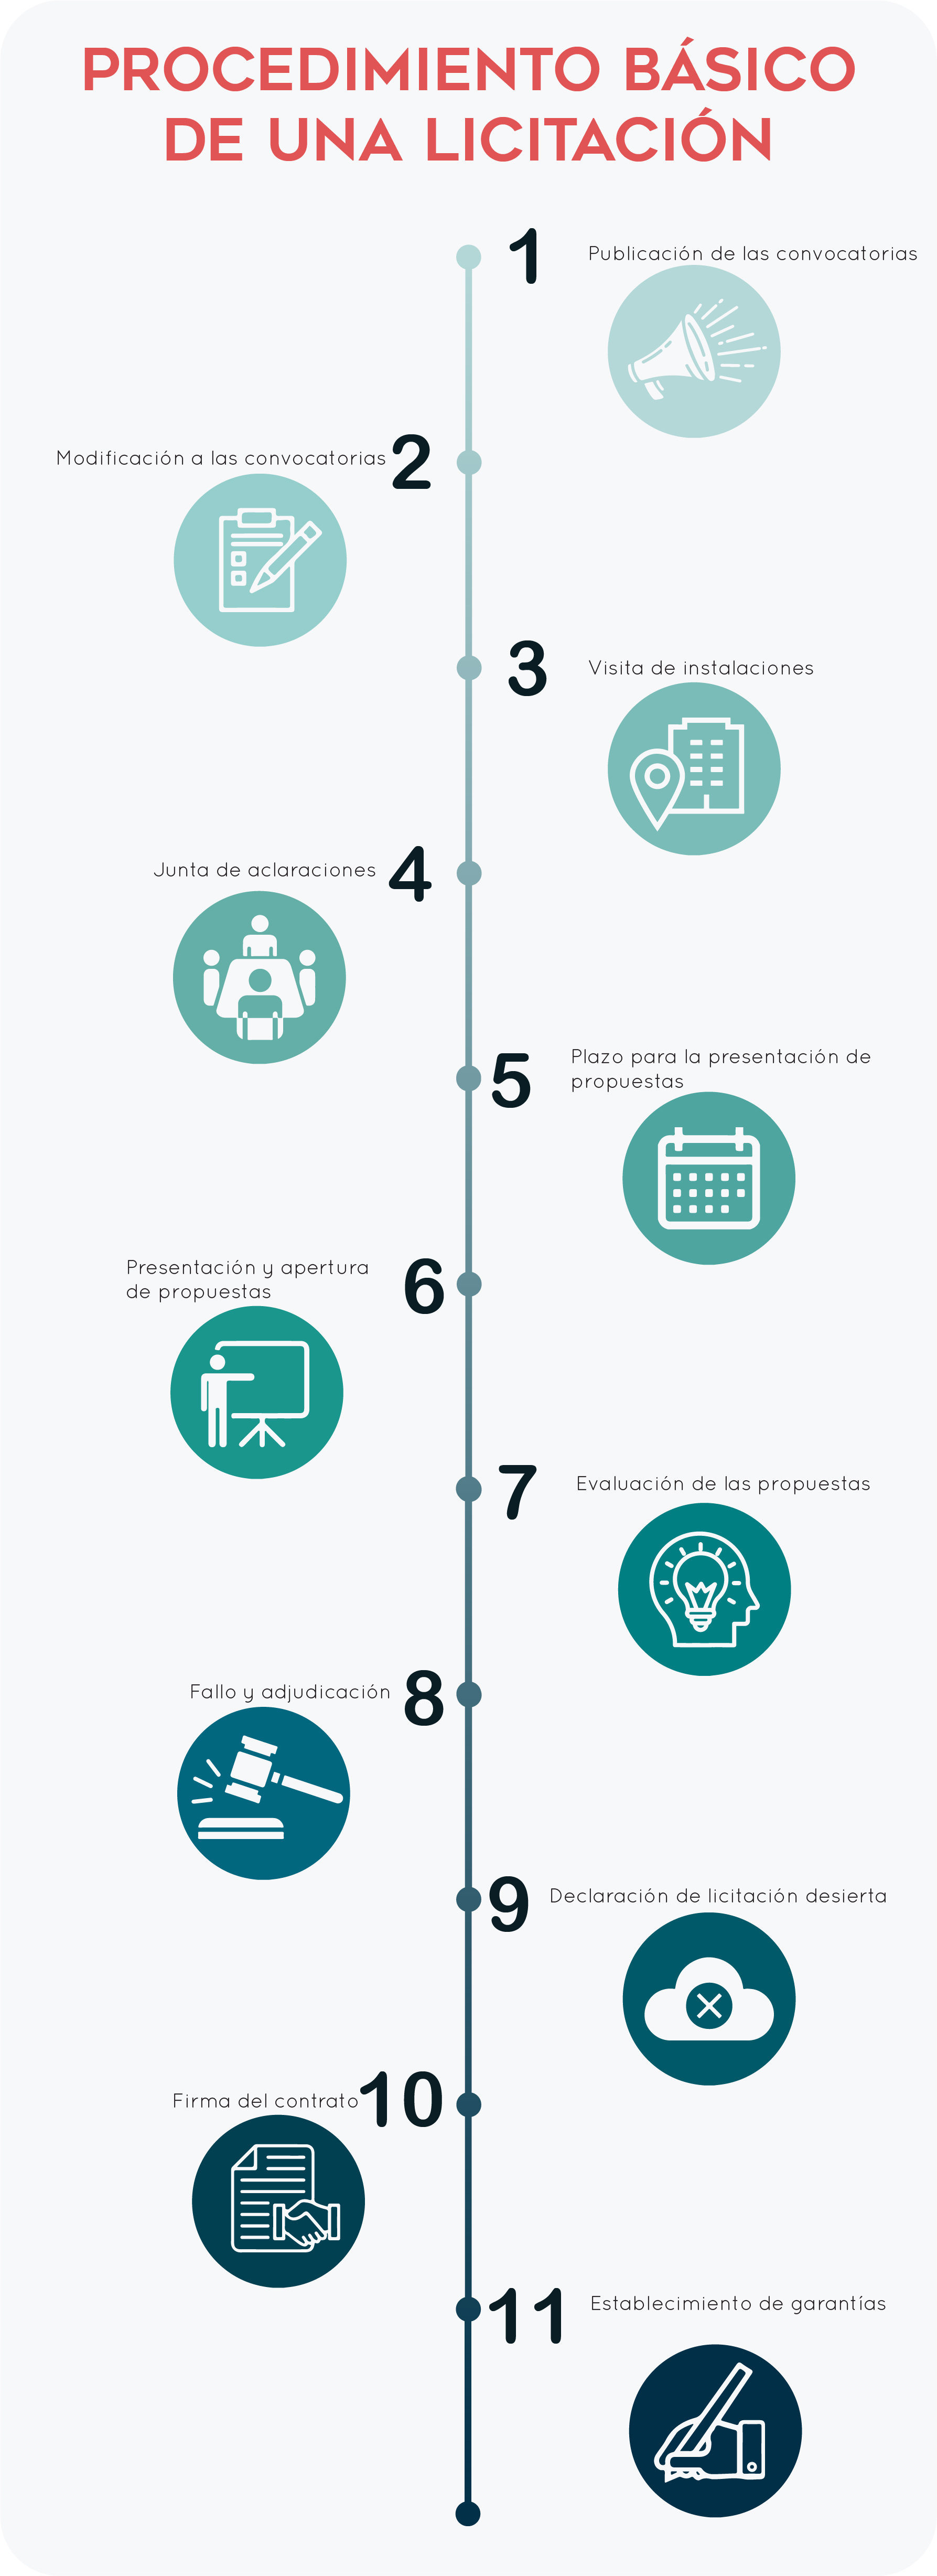 PROCEDIMIENTO BÁSICO
DE UNA LICITACIÓN
1
Publicación de las convocatorias
Modificación a las convocatorias
2
3
Visita de instalaciones
Junta de aclaraciones
4
5
Plazo para la presentación de
propuestas
Presentación y apertura
de propuestas
6
7
Evaluación de las propuestas
Fallo y adjudicación
8
9
Declaración de licitación desierta
Firma del contrato
10
11
Establecimiento de garantías